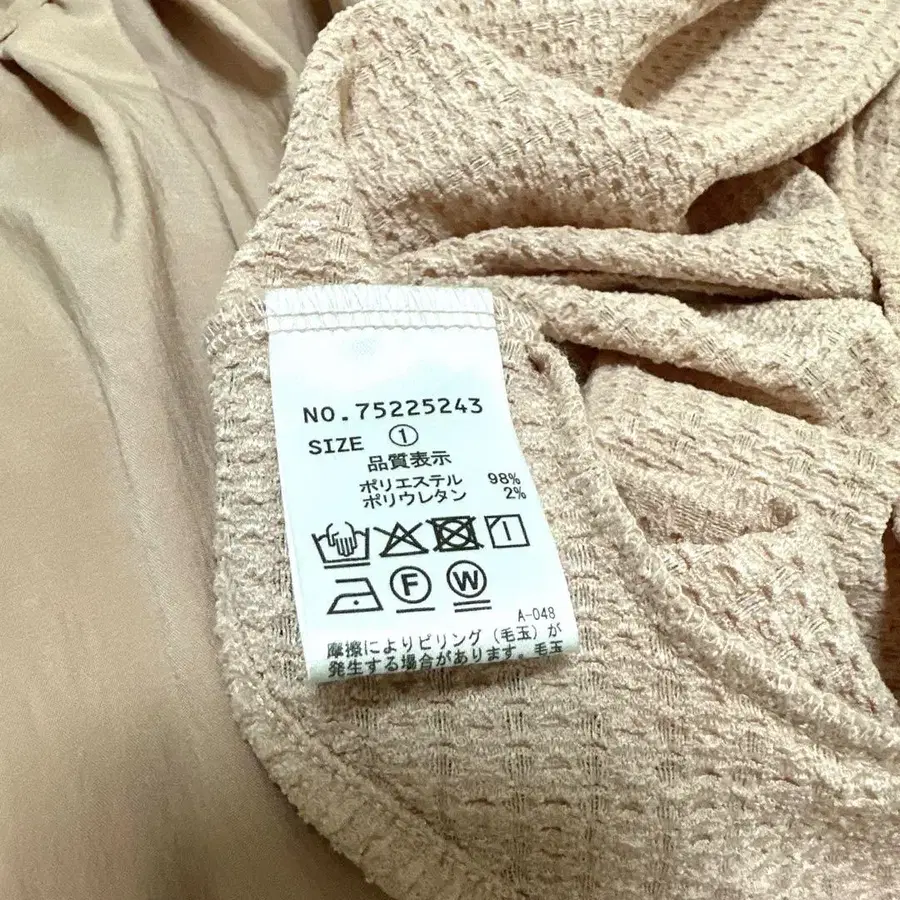 NO.75225243
SIZE ①
品質表示
ポリエステル 98%
ポリウレタン 2%
F W
A-048
摩擦によりピリング(毛玉)が
発生する場合があります。毛玉